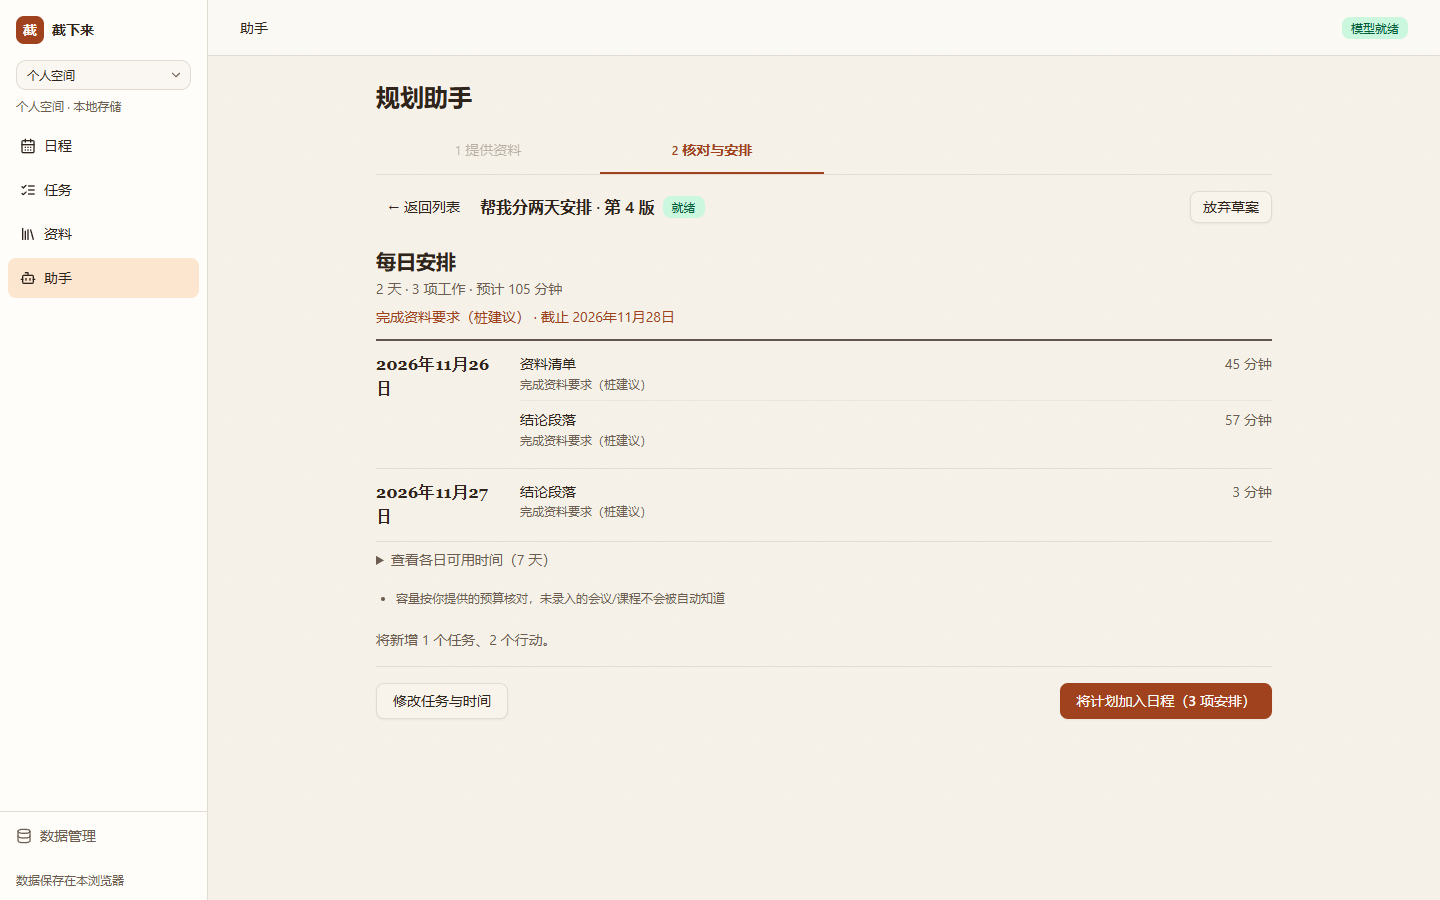 截 截下来
个人空间
个人空间 · 本地存储
日程
任务
资料
助手
数据管理
数据保存在本浏览器
助手
模型就绪
规划助手
1 提供资料
2 核对与安排
← 返回列表
帮我分两天安排 · 第 4 版
就绪
放弃草案
每日安排
2 天 · 3 项工作 · 预计 105 分钟
完成资料要求（桩建议） · 截止 2026年11月28日
2026年11月26日
资料清单
45 分钟
完成资料要求（桩建议）
结论段落
57 分钟
完成资料要求（桩建议）
2026年11月27日
结论段落
3 分钟
完成资料要求（桩建议）
查看各日可用时间（7 天）
容量按你提供的预算核对，未录入的会议/课程不会被自动知道
将新增 1 个任务、2 个行动。
修改任务与时间
将计划加入日程（3 项安排）